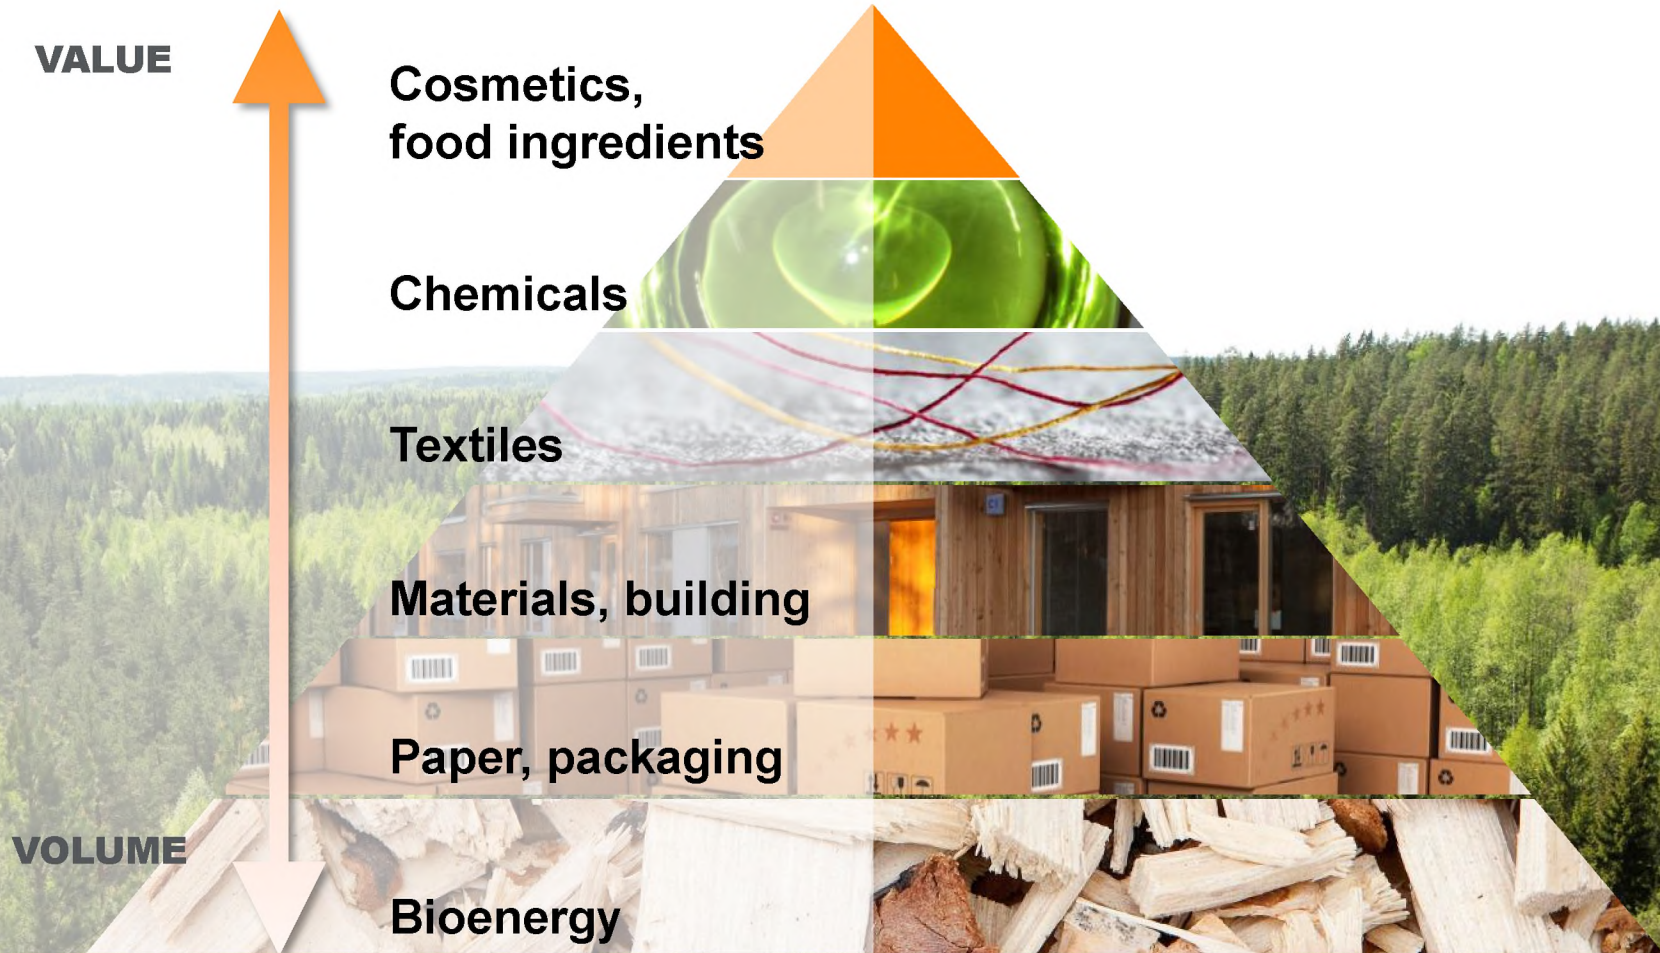 VALUE
Cosmetics,
food ingredients
Chemicals
Textiles
Materials, building
Paper, packaging
VOLUME
Bioenergy